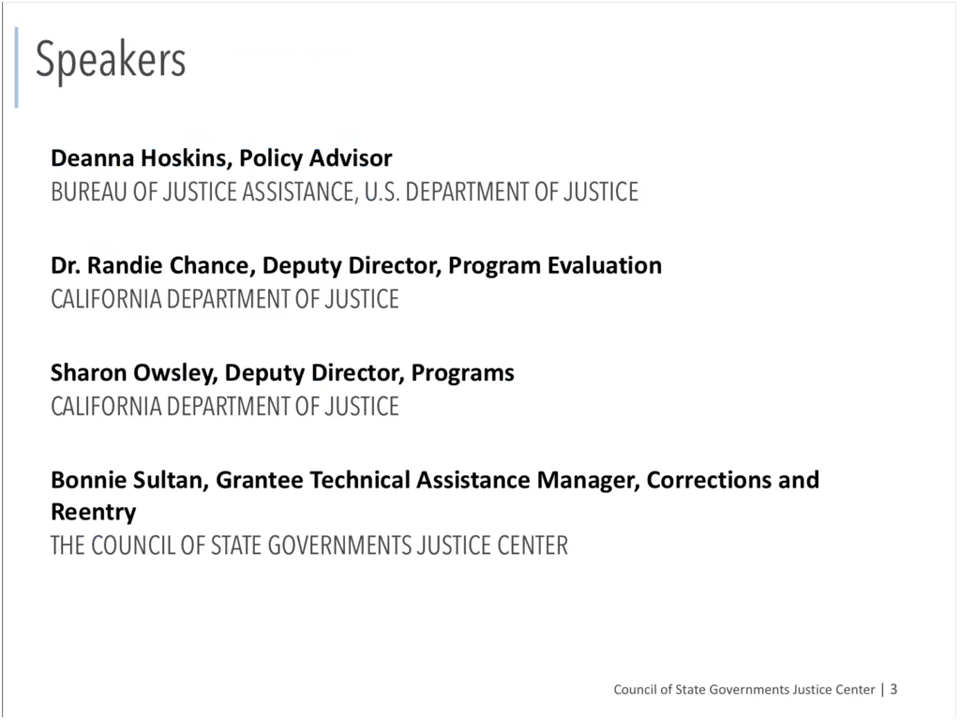 Speakers
Deanna Hoskins, Policy Advisor
BUREAU OF JUSTICE ASSISTANCE, U.S. DEPARTMENT OF JUSTICE
Dr. Randie Chance, Deputy Director, Program Evaluation
CALIFORNIA DEPARTMENT OF JUSTICE
Sharon Owsley, Deputy Director, Programs
CALIFORNIA DEPARTMENT OF JUSTICE
Bonnie Sultan, Grantee Technical Assistance Manager, Corrections and
Reentry
THE COUNCIL OF STATE GOVERNMENTS JUSTICE CENTER
Council of State Governments Justice Center | 3